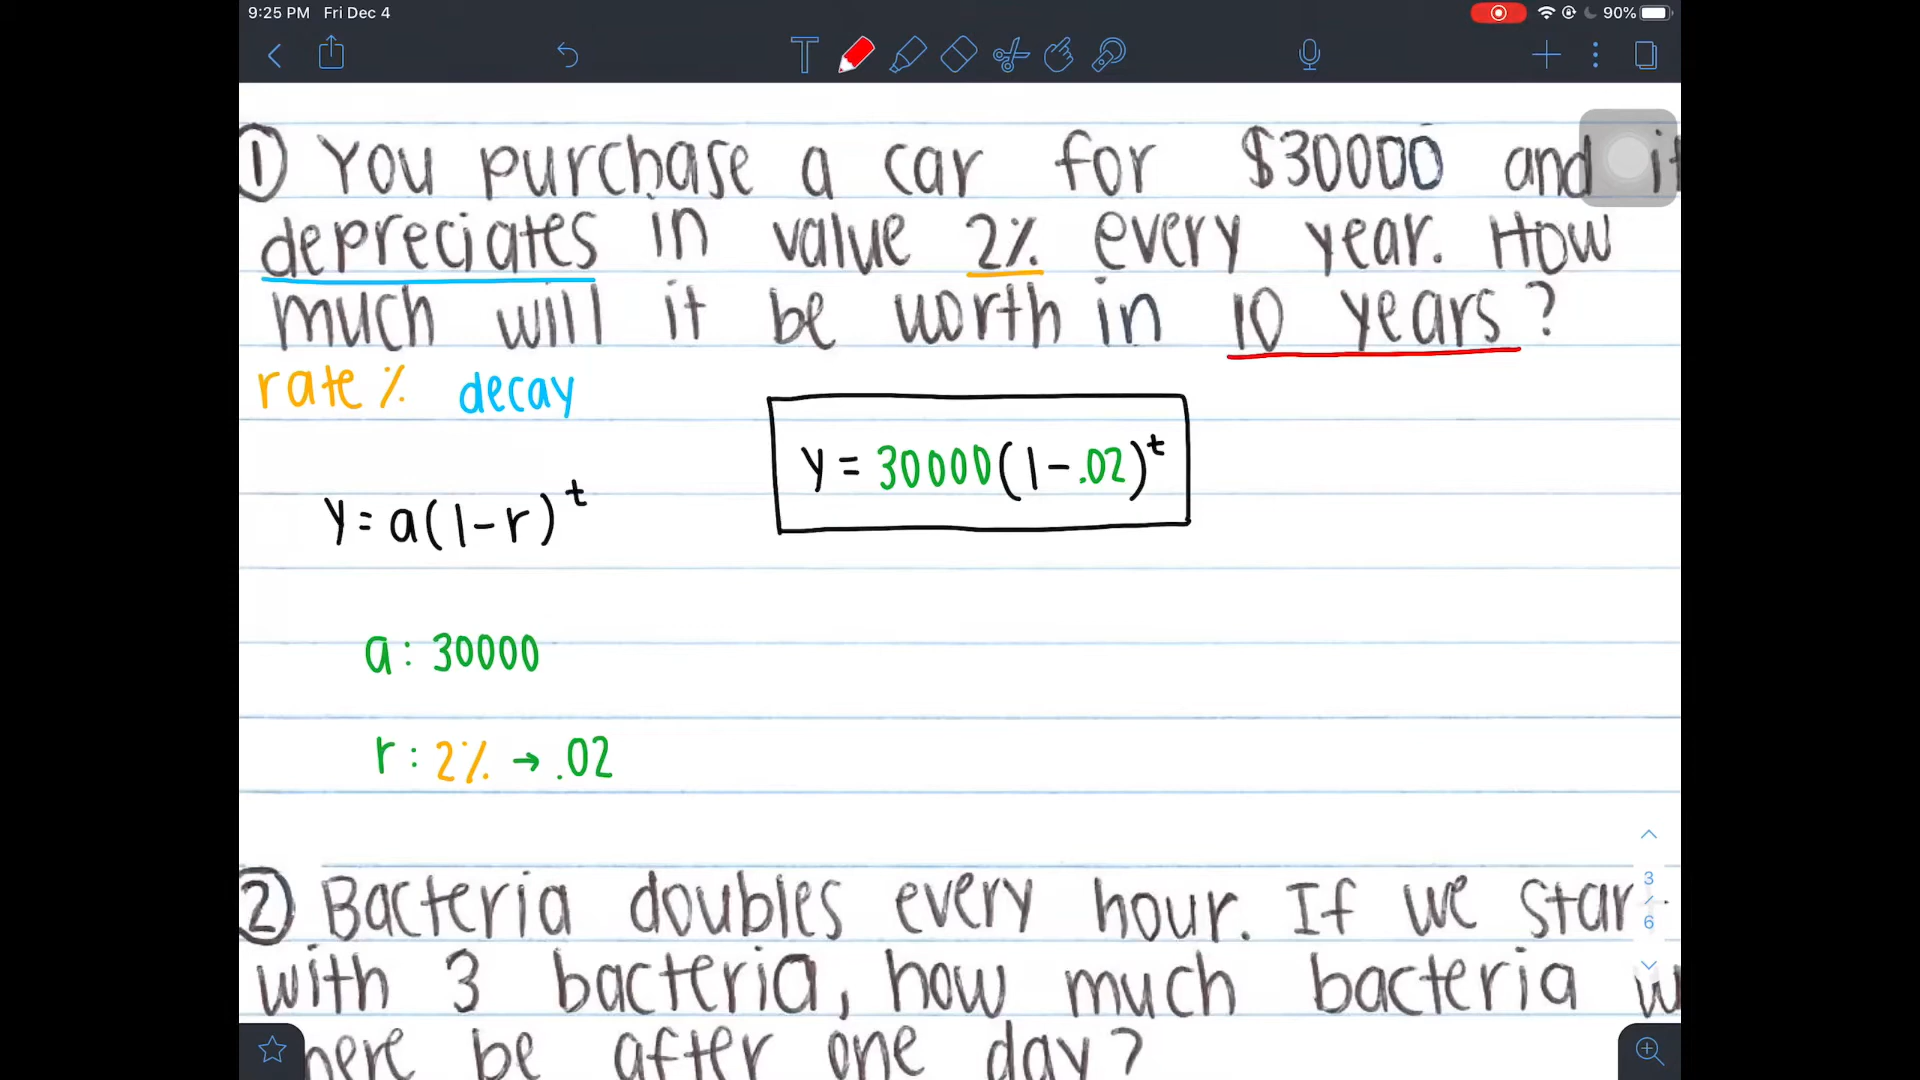 9:25 PM Fri Dec 4
90%
T
① You purchase a car for $30000 and
depreciates in value 2% every year. How
much will it be worth in 10 years?
rate % decay
y = 30000(1-.02)^t
y = a(1-r)^t
a: 30000
r: 2% → .02
② Bacteria doubles every hour. If we star
with 3 bacteria, how much bacteria w
here be after one day?
3
/
6